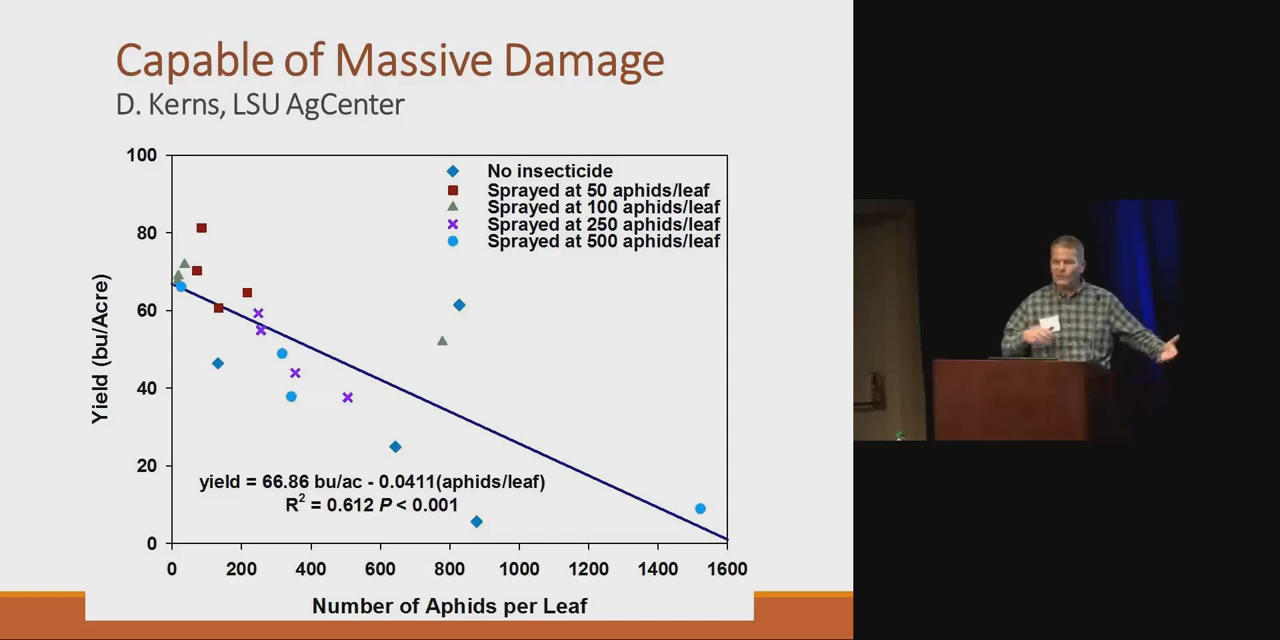 Capable of Massive Damage
D. Kerns, LSU AgCenter
100
80
60
40
20
0
Yield (bu/Acre)
No insecticide
Sprayed at 50 aphids/leaf
Sprayed at 100 aphids/leaf
Sprayed at 250 aphids/leaf
Sprayed at 500 aphids/leaf
yield = 66.86 bu/ac - 0.0411(aphids/leaf)
R² = 0.612 P < 0.001
0 200 400 600 800 1000 1200 1400 1600
Number of Aphids per Leaf